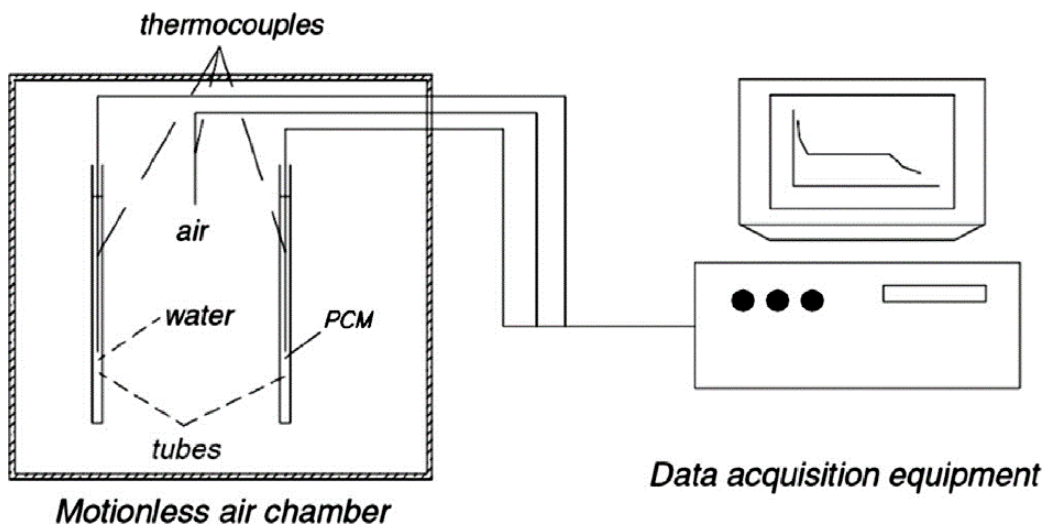 thermocouples
air
water
PCM
tubes
Motionless air chamber
Data acquisition equipment